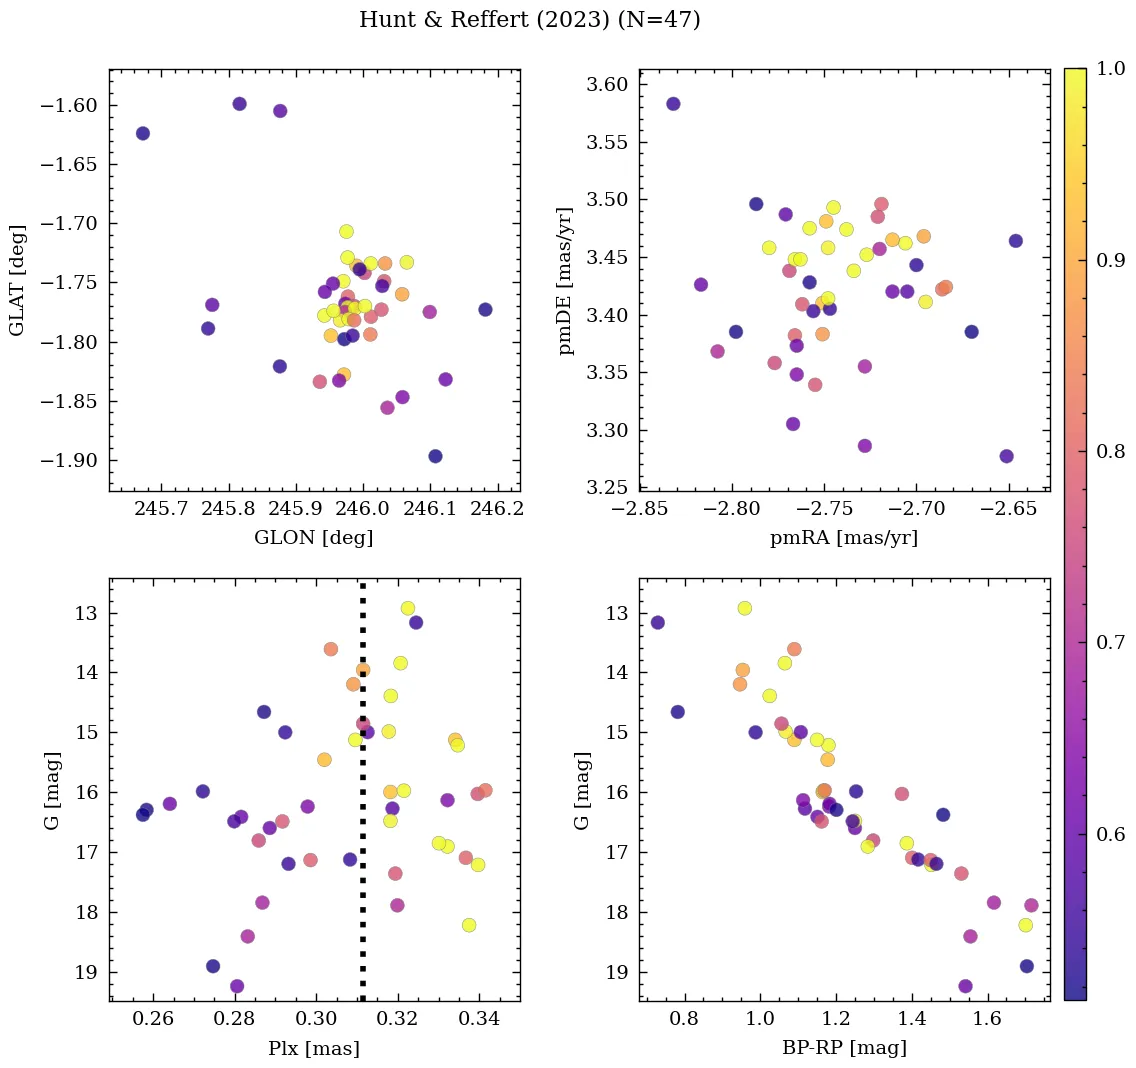 Hunt & Reffert (2023) (N=47)
−1.60
−1.65
−1.70
−1.75
−1.80
−1.85
−1.90
GLAT [deg]
245.7 245.8 245.9 246.0 246.1 246.2
GLON [deg]
3.60
3.55
3.50
3.45
3.40
3.35
3.30
3.25
pmDE [mas/yr]
−2.85 −2.80 −2.75 −2.70 −2.65
pmRA [mas/yr]
1.0
0.9
0.8
0.7
0.6
13
14
15
16
17
18
19
G [mag]
0.26 0.28 0.30 0.32 0.34
Plx [mas]
13
14
15
16
17
18
19
G [mag]
0.8 1.0 1.2 1.4 1.6
BP-RP [mag]